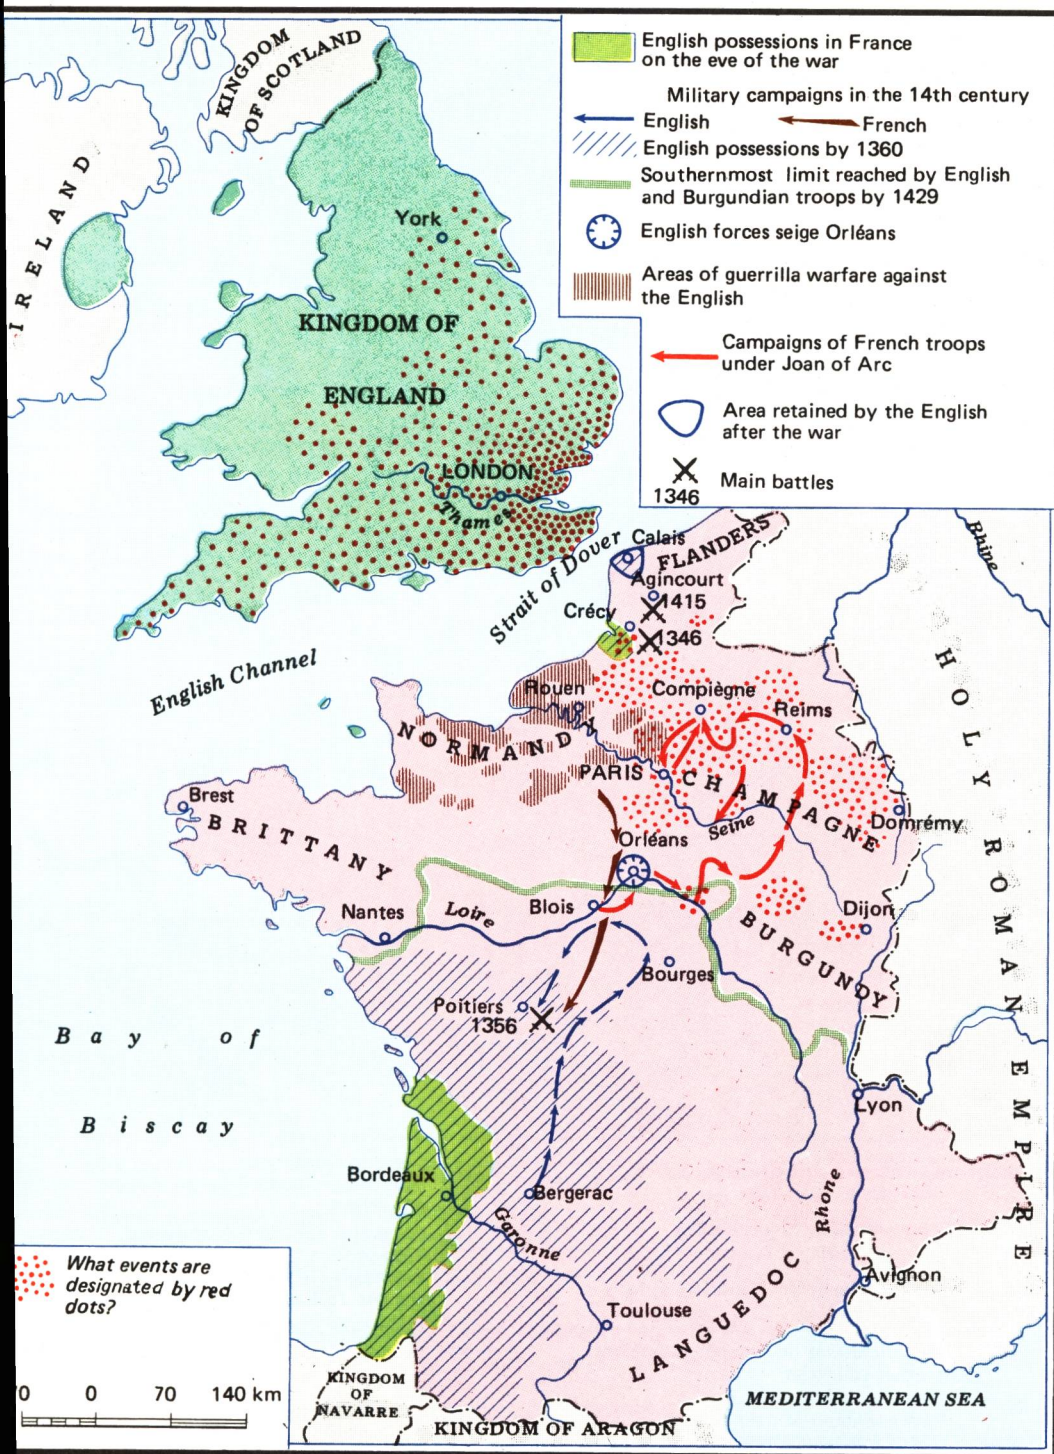 English possessions in France
on the eve of the war
Military campaigns in the 14th century
English
French
English possessions by 1360
Southernmost limit reached by English
and Burgundian troops by 1429
English forces seige Orléans
Areas of guerrilla warfare against
the English
Campaigns of French troops
under Joan of Arc
Area retained by the English
after the war
1346
Main battles
KINGDOM
OF SCOTLAND
IRELAND
York
KINGDOM OF
ENGLAND
LONDON
Thames
Strait of Dover
English Channel
Calais
FLANDERS
Agincourt
1415
Crécy
1346
Rhine
HOLY ROMAN EMPIRE
Rouen
Compiègne
Reims
NORMAND
PARIS
CHAMPAGNE
Seine
Domrémy
Brest
BRITTANY
Orléans
Nantes
Loire
Blois
Dijon
BURGUNDY
Bourges
Poitiers
1356
Bay of
Biscay
Lyon
Bordeaux
Bergerac
Garonne
Rhone
Avignon
Toulouse
LANGUEDOC
What events are
designated by red
dots?
0 0 70 140 km
KINGDOM
OF
NAVARRE
KINGDOM OF ARAGON
MEDITERRANEAN SEA